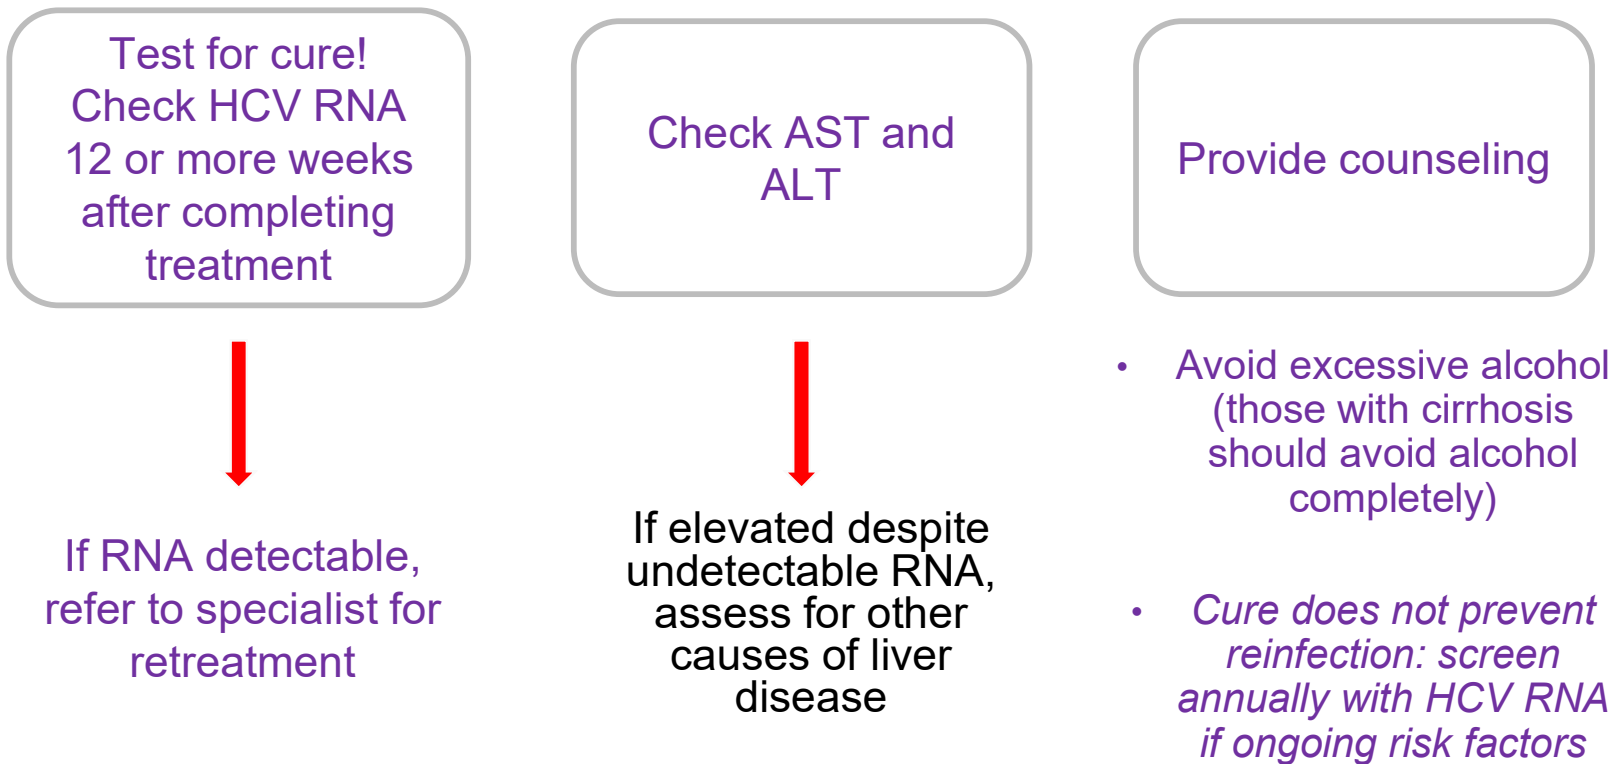 Test for cure!
Check HCV RNA
12 or more weeks
after completing
treatment
If RNA detectable,
refer to specialist for
retreatment
Check AST and
ALT
If elevated despite
undetectable RNA,
assess for other
causes of liver
disease
Provide counseling
• Avoid excessive alcohol
(those with cirrhosis
should avoid alcohol
completely)
• Cure does not prevent
reinfection: screen
annually with HCV RNA
if ongoing risk factors